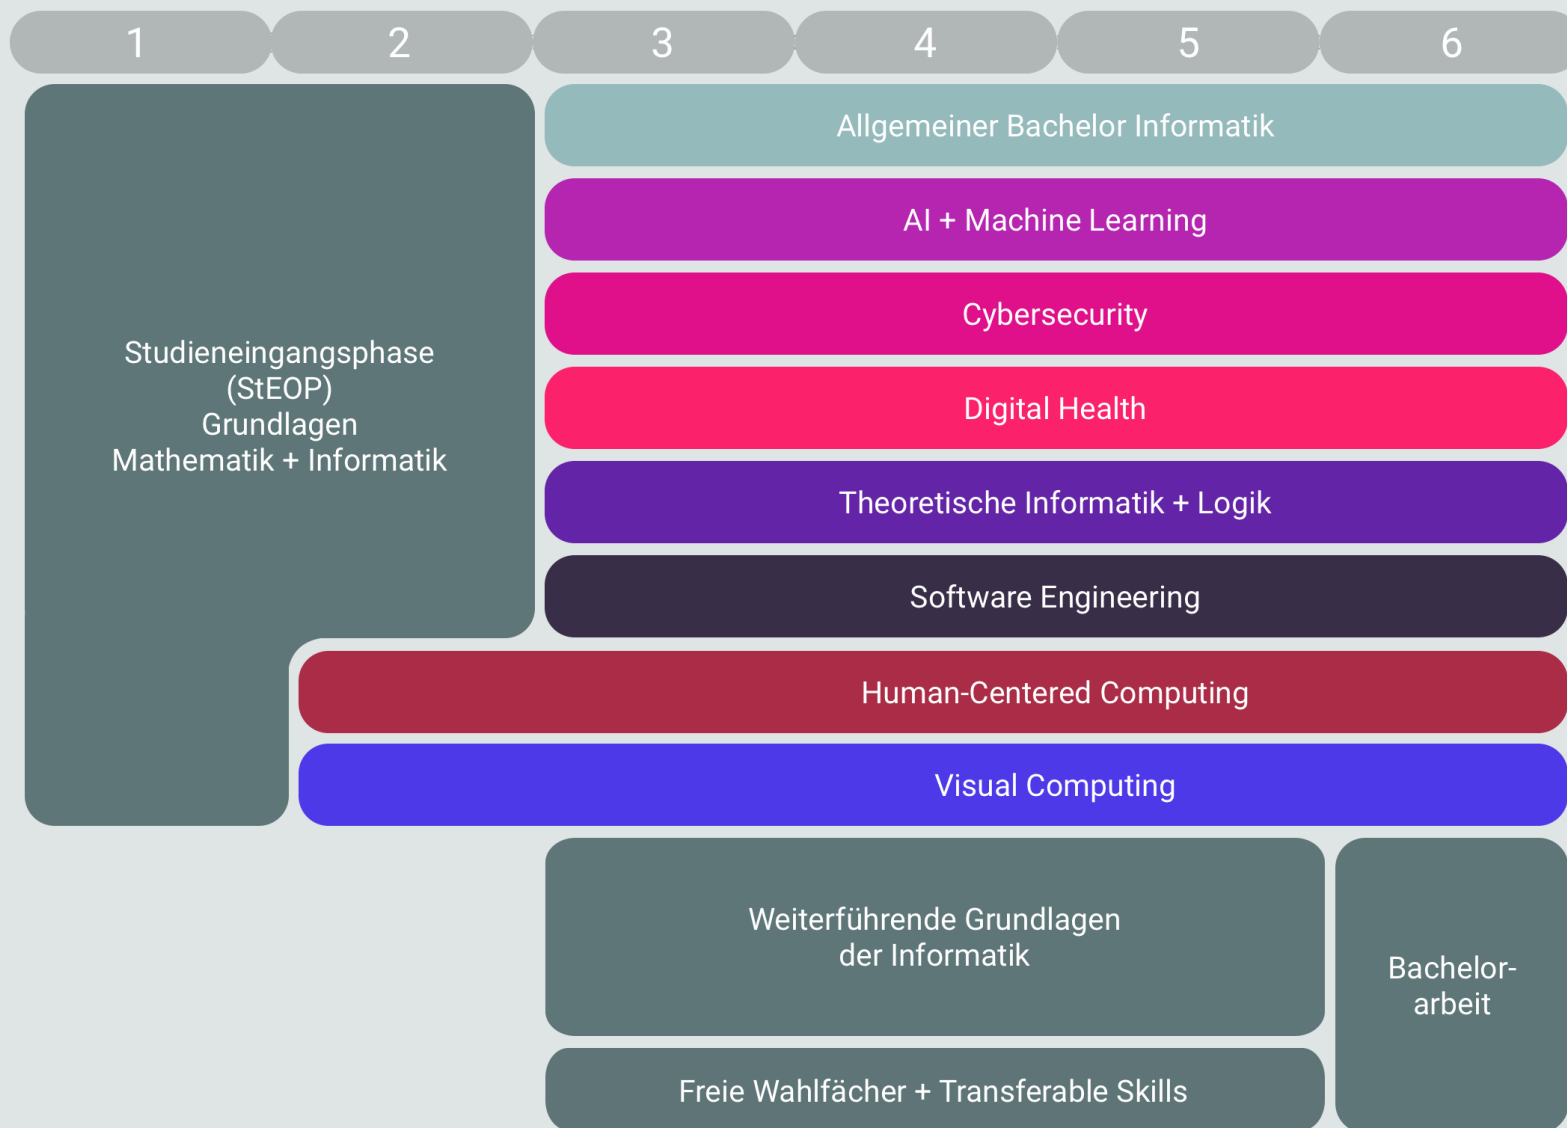 1
2
3
4
5
6
Allgemeiner Bachelor Informatik
AI + Machine Learning
Cybersecurity
Studieneingangsphase
(StEOP)
Grundlagen
Mathematik + Informatik
Digital Health
Theoretische Informatik + Logik
Software Engineering
Human-Centered Computing
Visual Computing
Weiterführende Grundlagen
der Informatik
Bachelor-
arbeit
Freie Wahlfächer + Transferable Skills